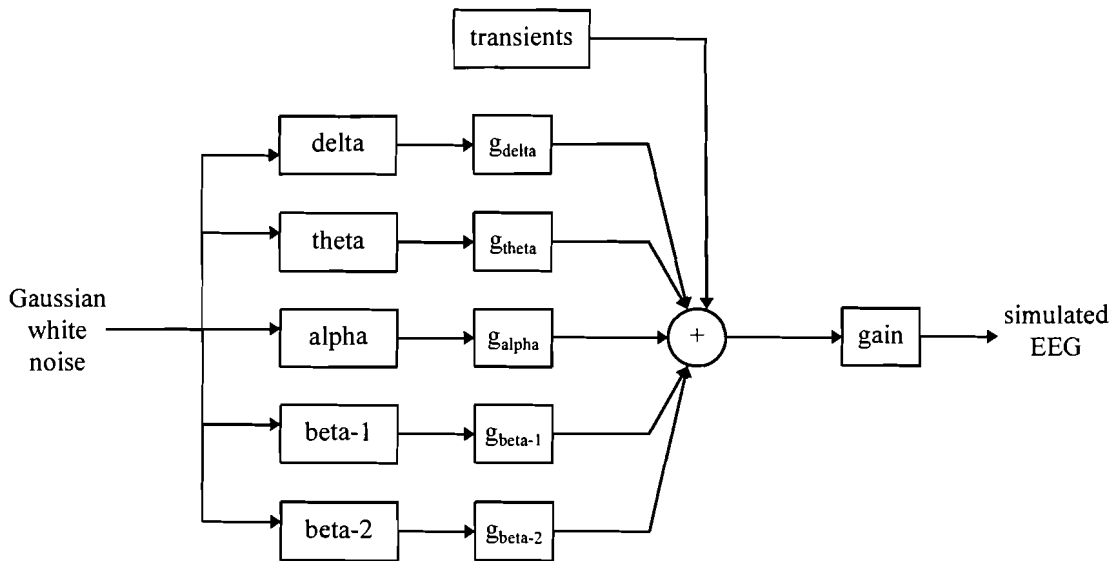 transients
delta
g_delta
theta
g_theta
Gaussian
white
noise
alpha
g_alpha
+
gain
simulated
EEG
beta-1
g_beta-1
beta-2
g_beta-2